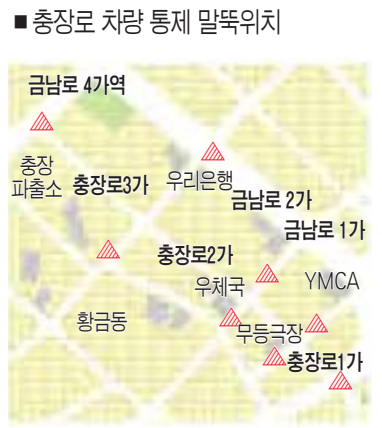 ■ 충장로 차량 통제 말뚝위치
금남로 4가역
충장
파출소
충장로3가
우리은행
금남로 2가
금남로 1가
충장로2가
우체국
YMCA
황금동
무등극장
충장로1가